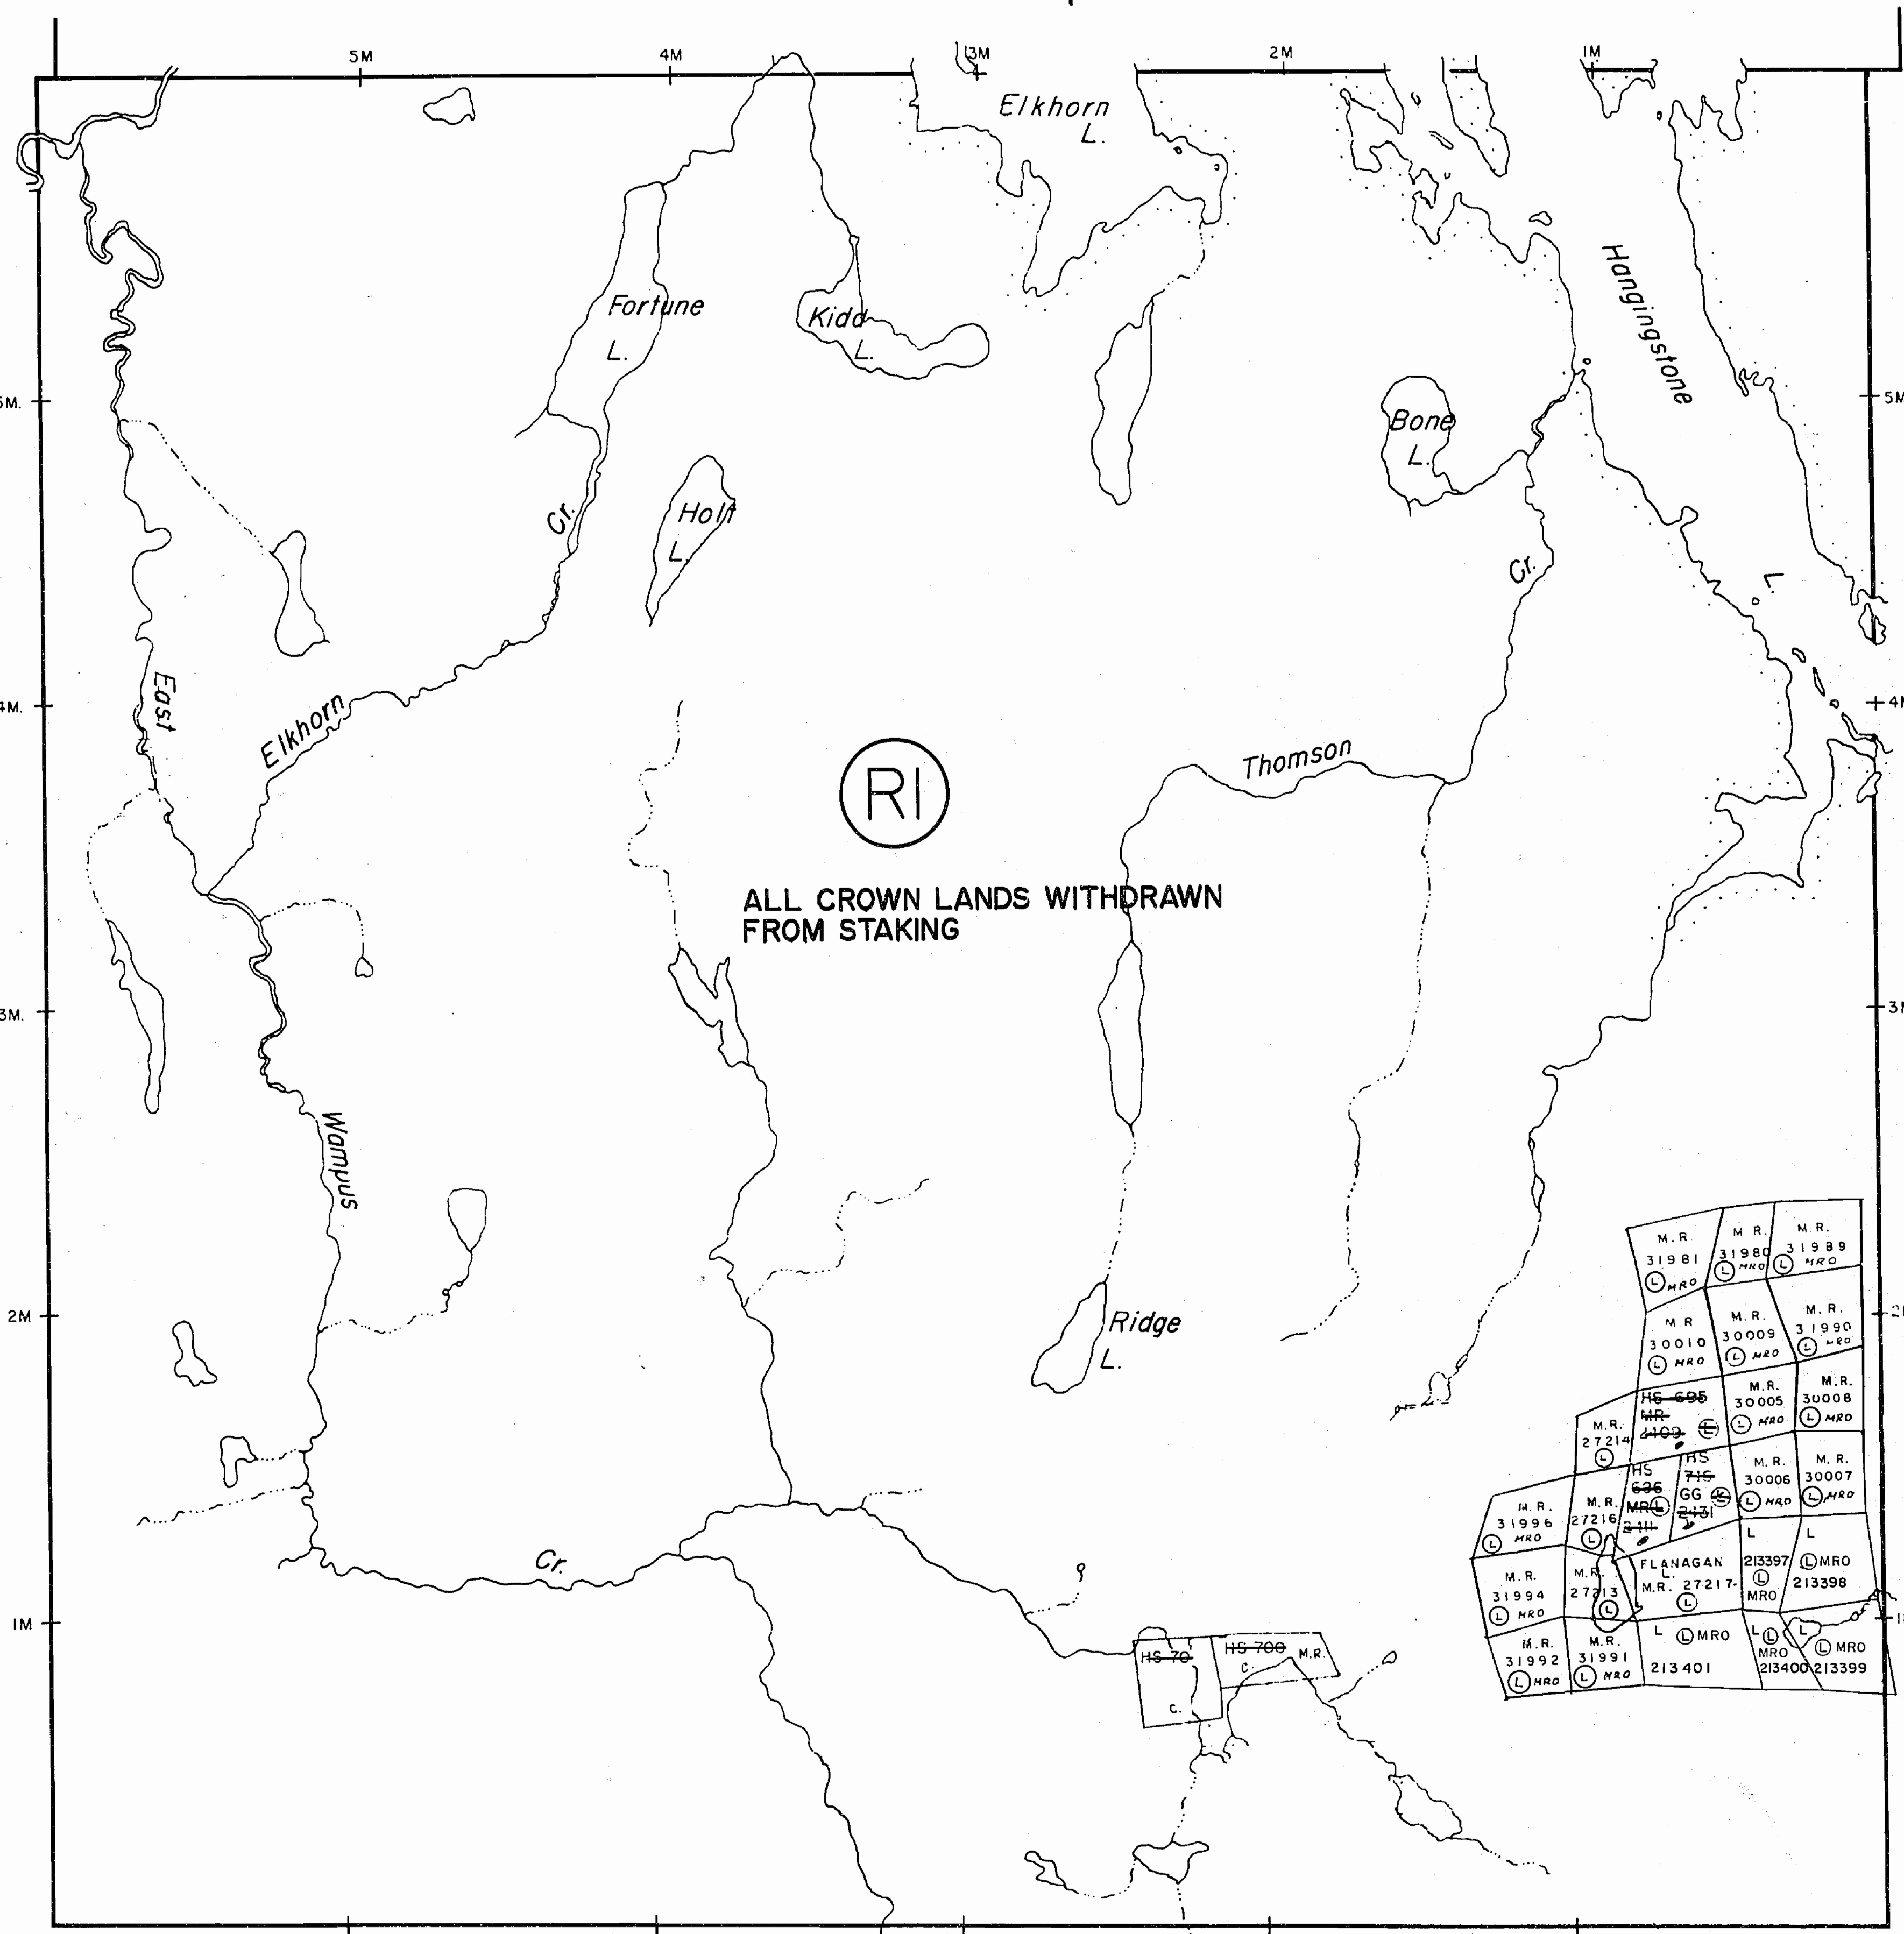 5M
4M
3M
2M
1M
Elkhorn
L.
Hangingstone
L.
Fortune
L.
Kidd
L.
5M
Bone
L.
Holt
L.
Cr.
Cr.
East
4M.
Elkhorn
Thomson
RI
ALL CROWN LANDS WITHDRAWN
FROM STAKING
3M.
Wampus
2M
Ridge
L.
Cr.
1M
M.R
31981
L MRO
M R.
31980
L MRO
M R.
31989
L MRO
M R
30010
L MRO
M.R.
30009
L MRO
M. R.
31990
L MRO
HS 695
MR
L
M.R.
30005
L MRO
M.R.
30008
L MRO
M.R.
27214
L
HS
636
MR L
HS
GG
2431
M. R.
30006
L MRO
M. R.
30007
L MRO
M. R.
31996
L MRO
M. R.
27216
L
FLANAGAN
L.
M.R. 27217
L
L
213397
L
MRO
L
L MRO
213398
M. R.
31994
L MRO
M.R.
27213
L
M.R.
31992
L MRO
M.R.
31991
L MRO
L L MRO
213401
L L
MRO
213400
L
L MRO
213399
HS 70
C.
HS 700
C. M.R.